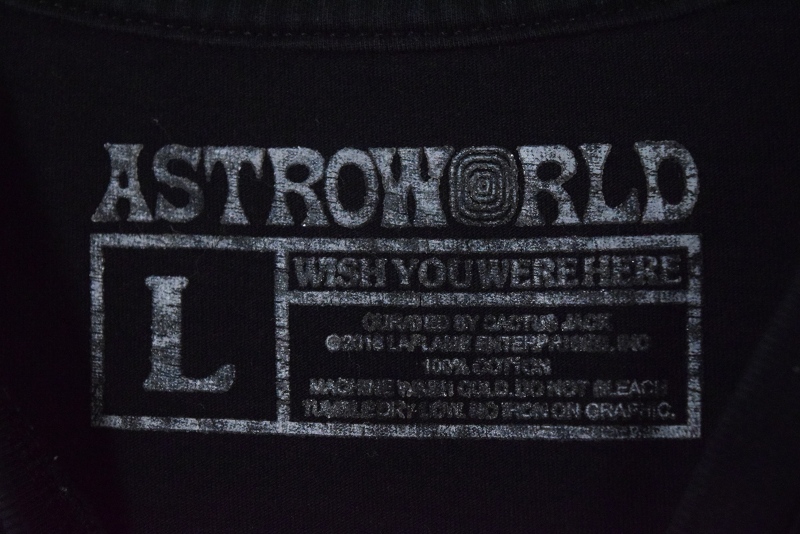 ASTROWORLD
L
WISH YOU WERE HERE
CURATED BY CACTUS JACK
©2018 LAFLAME ENTERPRISES, INC
100% COTTON
MACHINE WASH COLD. DO NOT BLEACH
TUMBLE DRY LOW. NO IRON ON GRAPHIC.